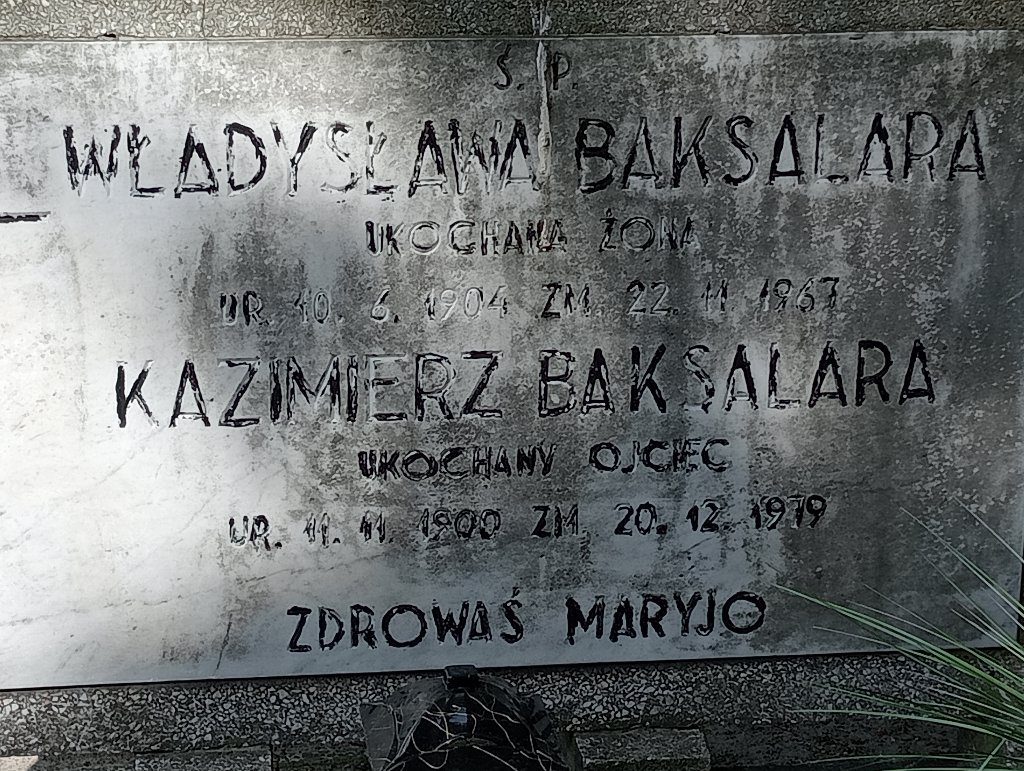 Ś. P.
WŁADYSŁAWA BAKSALARA
UKOCHANA ŻONA
UR. 10. 6. 1904 ZM. 22. 11. 1967
KAZIMIERZ BAKSALARA
UKOCHANY OJCIEC
UR. 11. 11. 1900 ZM. 20. 12. 1979
ZDROWAŚ MARYJO